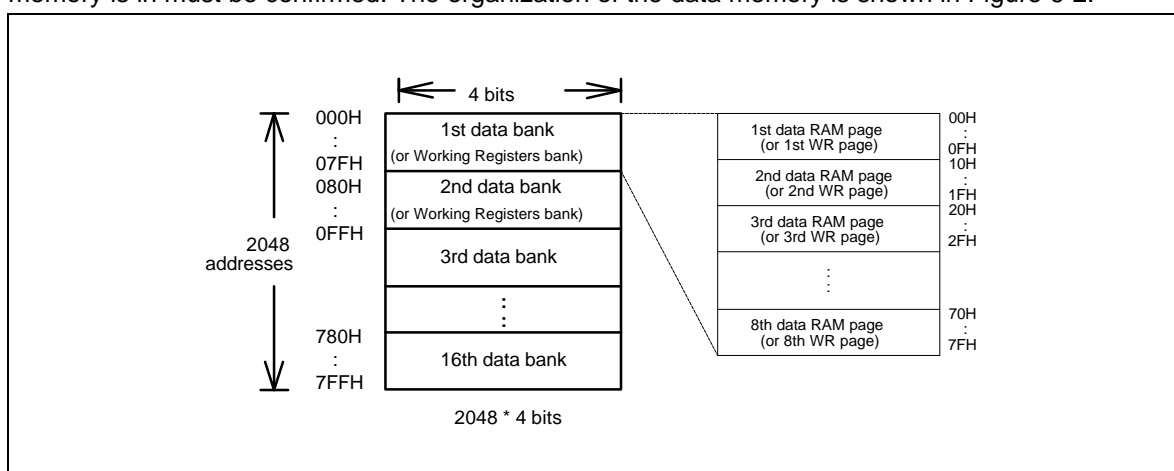 memory is in must be confirmed. The organization of the data memory is shown in Figure 6-2.
4 bits
000H
:
07FH
080H
:
0FFH
780H
:
7FFH
2048
addresses
1st data bank
(or Working Registers bank)
2nd data bank
(or Working Registers bank)
3rd data bank
:
:
16th data bank
2048 * 4 bits
1st data RAM page
(or 1st WR page)
2nd data RAM page
(or 2nd WR page)
3rd data RAM page
(or 3rd WR page)
:
:
8th data RAM page
(or 8th WR page)
00H
:
0FH
10H
:
1FH
20H
:
2FH
70H
:
7FH